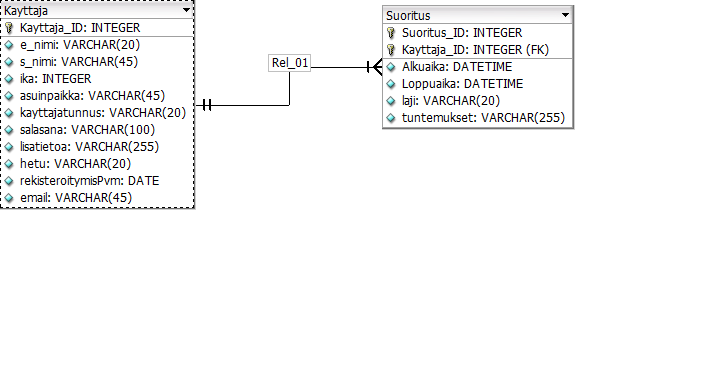 Kayttaja
Kayttaja_ID: INTEGER
e_nimi: VARCHAR(20)
s_nimi: VARCHAR(45)
ika: INTEGER
asuinpaikka: VARCHAR(45)
kayttajatunnus: VARCHAR(20)
salasana: VARCHAR(100)
lisatietoa: VARCHAR(255)
hetu: VARCHAR(20)
rekisteroitymisPvm: DATE
email: VARCHAR(45)
Rel_01
Suoritus
Suoritus_ID: INTEGER
Kayttaja_ID: INTEGER (FK)
Alkuaika: DATETIME
Loppuaika: DATETIME
laji: VARCHAR(20)
tuntemukset: VARCHAR(255)